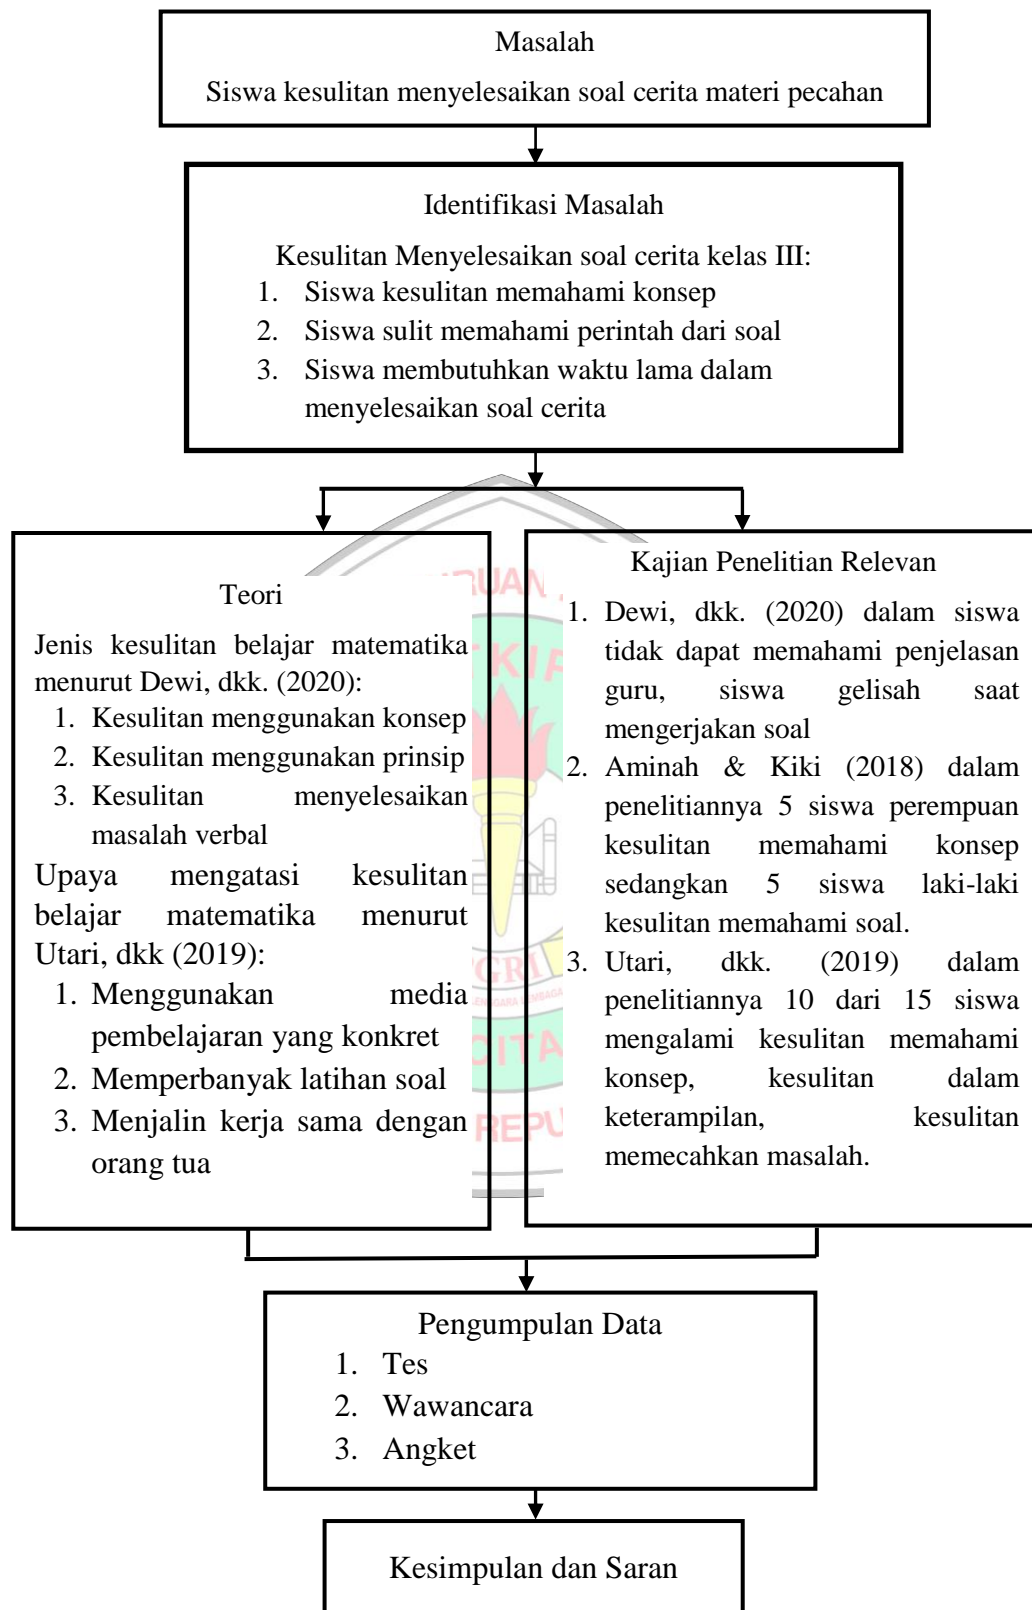 Masalah
Siswa kesulitan menyelesaikan soal cerita materi pecahan
Identifikasi Masalah
Kesulitan Menyelesaikan soal cerita kelas III:
1. Siswa kesulitan memahami konsep
2. Siswa sulit memahami perintah dari soal
3. Siswa membutuhkan waktu lama dalam
menyelesaikan soal cerita
Teori
Jenis kesulitan belajar matematika
menurut Dewi, dkk. (2020):
1. Kesulitan menggunakan konsep
2. Kesulitan menggunakan prinsip
3. Kesulitan menyelesaikan
masalah verbal
Upaya mengatasi kesulitan
belajar matematika menurut
Utari, dkk (2019):
1. Menggunakan media
pembelajaran yang konkret
2. Memperbanyak latihan soal
3. Menjalin kerja sama dengan
orang tua
Kajian Penelitian Relevan
1. Dewi, dkk. (2020) dalam siswa
tidak dapat memahami penjelasan
guru, siswa gelisah saat
mengerjakan soal
2. Aminah & Kiki (2018) dalam
penelitiannya 5 siswa perempuan
kesulitan memahami konsep
sedangkan 5 siswa laki-laki
kesulitan memahami soal.
3. Utari, dkk. (2019) dalam
penelitiannya 10 dari 15 siswa
mengalami kesulitan memahami
konsep, kesulitan dalam
keterampilan, kesulitan
memecahkan masalah.
Pengumpulan Data
1. Tes
2. Wawancara
3. Angket
Kesimpulan dan Saran